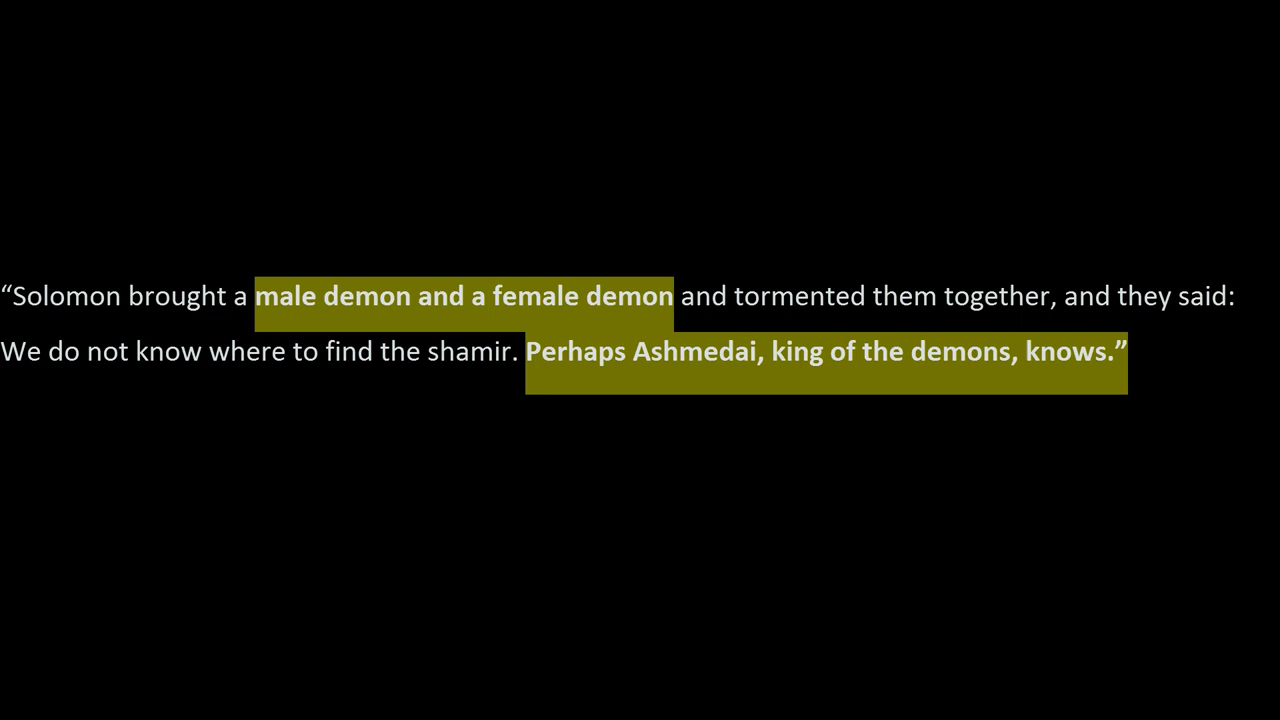 “Solomon brought a male demon and a female demon and tormented them together, and they said:
We do not know where to find the shamir. Perhaps Ashmedai, king of the demons, knows.”